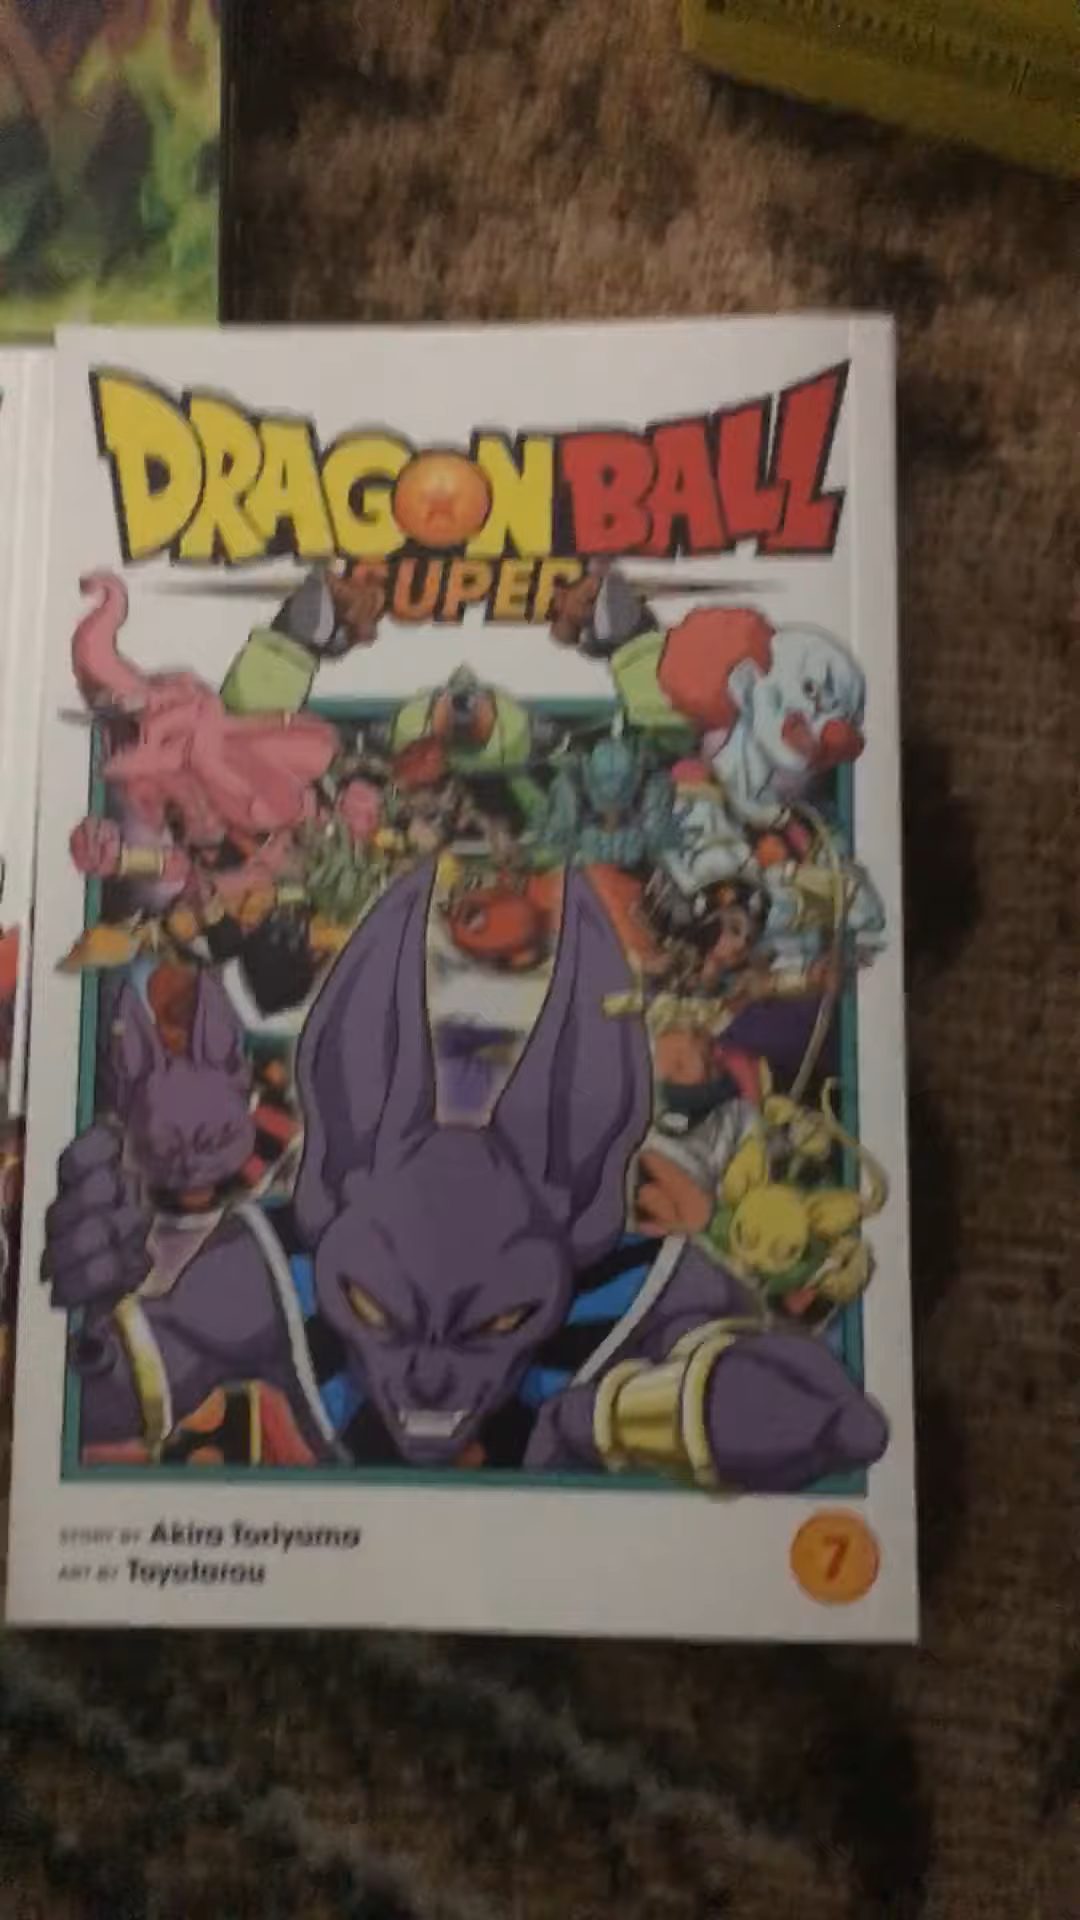 DRAGON BALL
SUPER
STORY BY Akira Toriyama
ART BY Toyotarou
7